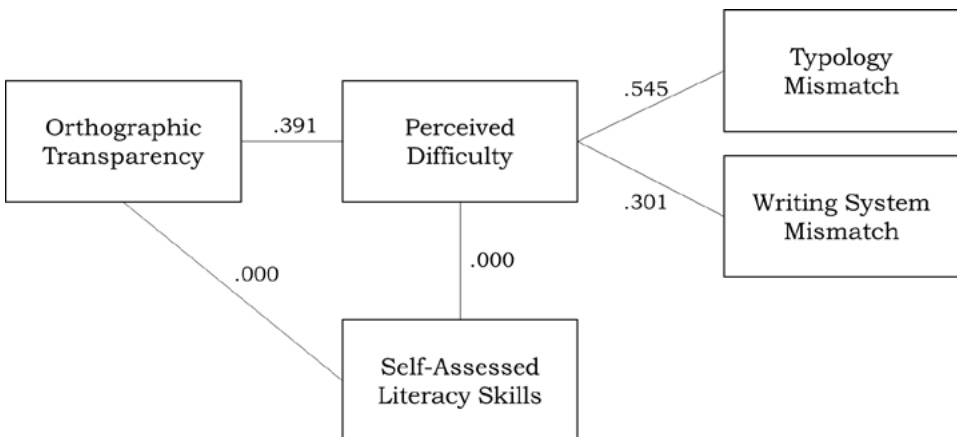 Typology
Mismatch
.545
Orthographic
Transparency
.391
Perceived
Difficulty
.301
Writing System
Mismatch
.000
.000
Self-Assessed
Literacy Skills